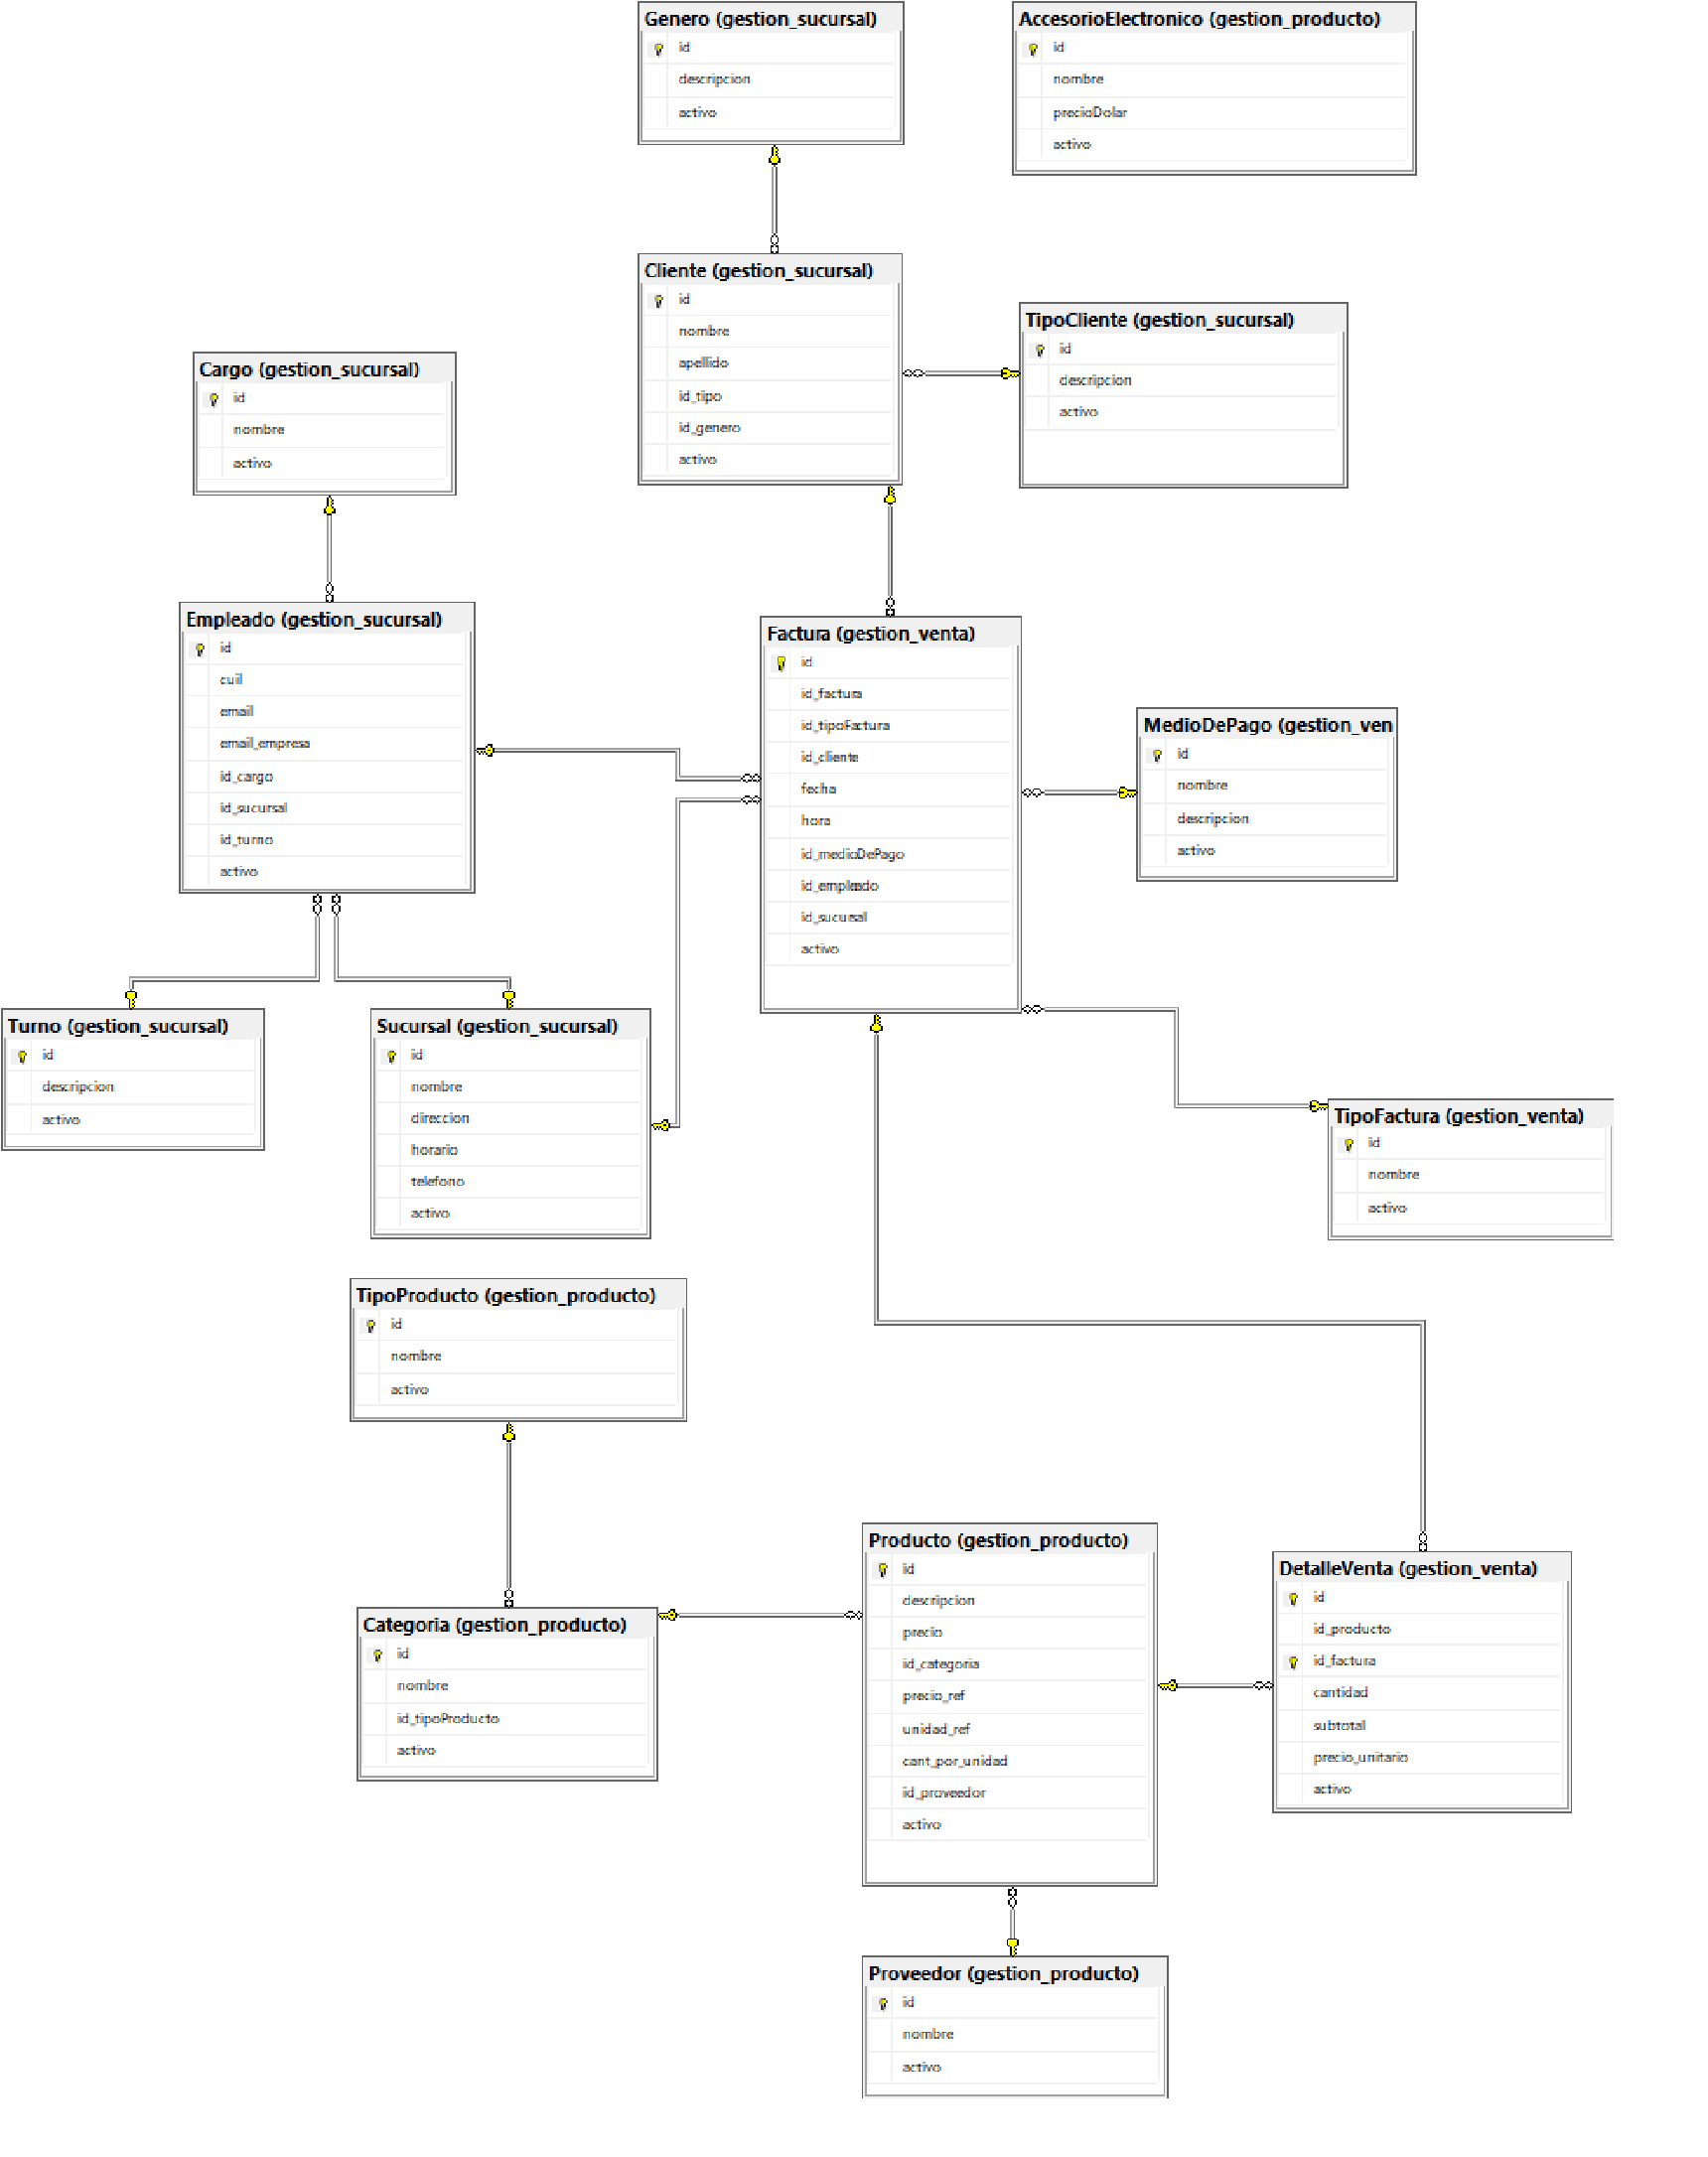 Genero (gestion_sucursal)
id
descripcion
activo
AccesorioElectronico (gestion_producto)
id
nombre
precioDolar
activo
Cliente (gestion_sucursal)
id
nombre
apellido
id_tipo
id_genero
activo
TipoCliente (gestion_sucursal)
id
descripcion
activo
Cargo (gestion_sucursal)
id
nombre
activo
Empleado (gestion_sucursal)
id
cuil
email
email_empresa
id_cargo
id_sucursal
id_turno
activo
Factura (gestion_venta)
id
id_factura
id_tipoFactura
id_cliente
fecha
hora
id_medioDePago
id_empleado
id_sucursal
activo
MedioDePago (gestion_ven
id
nombre
descripcion
activo
Turno (gestion_sucursal)
id
descripcion
activo
Sucursal (gestion_sucursal)
id
nombre
direccion
horario
telefono
activo
TipoFactura (gestion_venta)
id
nombre
activo
TipoProducto (gestion_producto)
id
nombre
activo
Categoria (gestion_producto)
id
nombre
id_tipoProducto
activo
Producto (gestion_producto)
id
descripcion
precio
id_categoria
precio_ref
unidad_ref
cant_por_unidad
id_proveedor
activo
DetalleVenta (gestion_venta)
id
id_producto
id_factura
cantidad
subtotal
precio_unitario
activo
Proveedor (gestion_producto)
id
nombre
activo